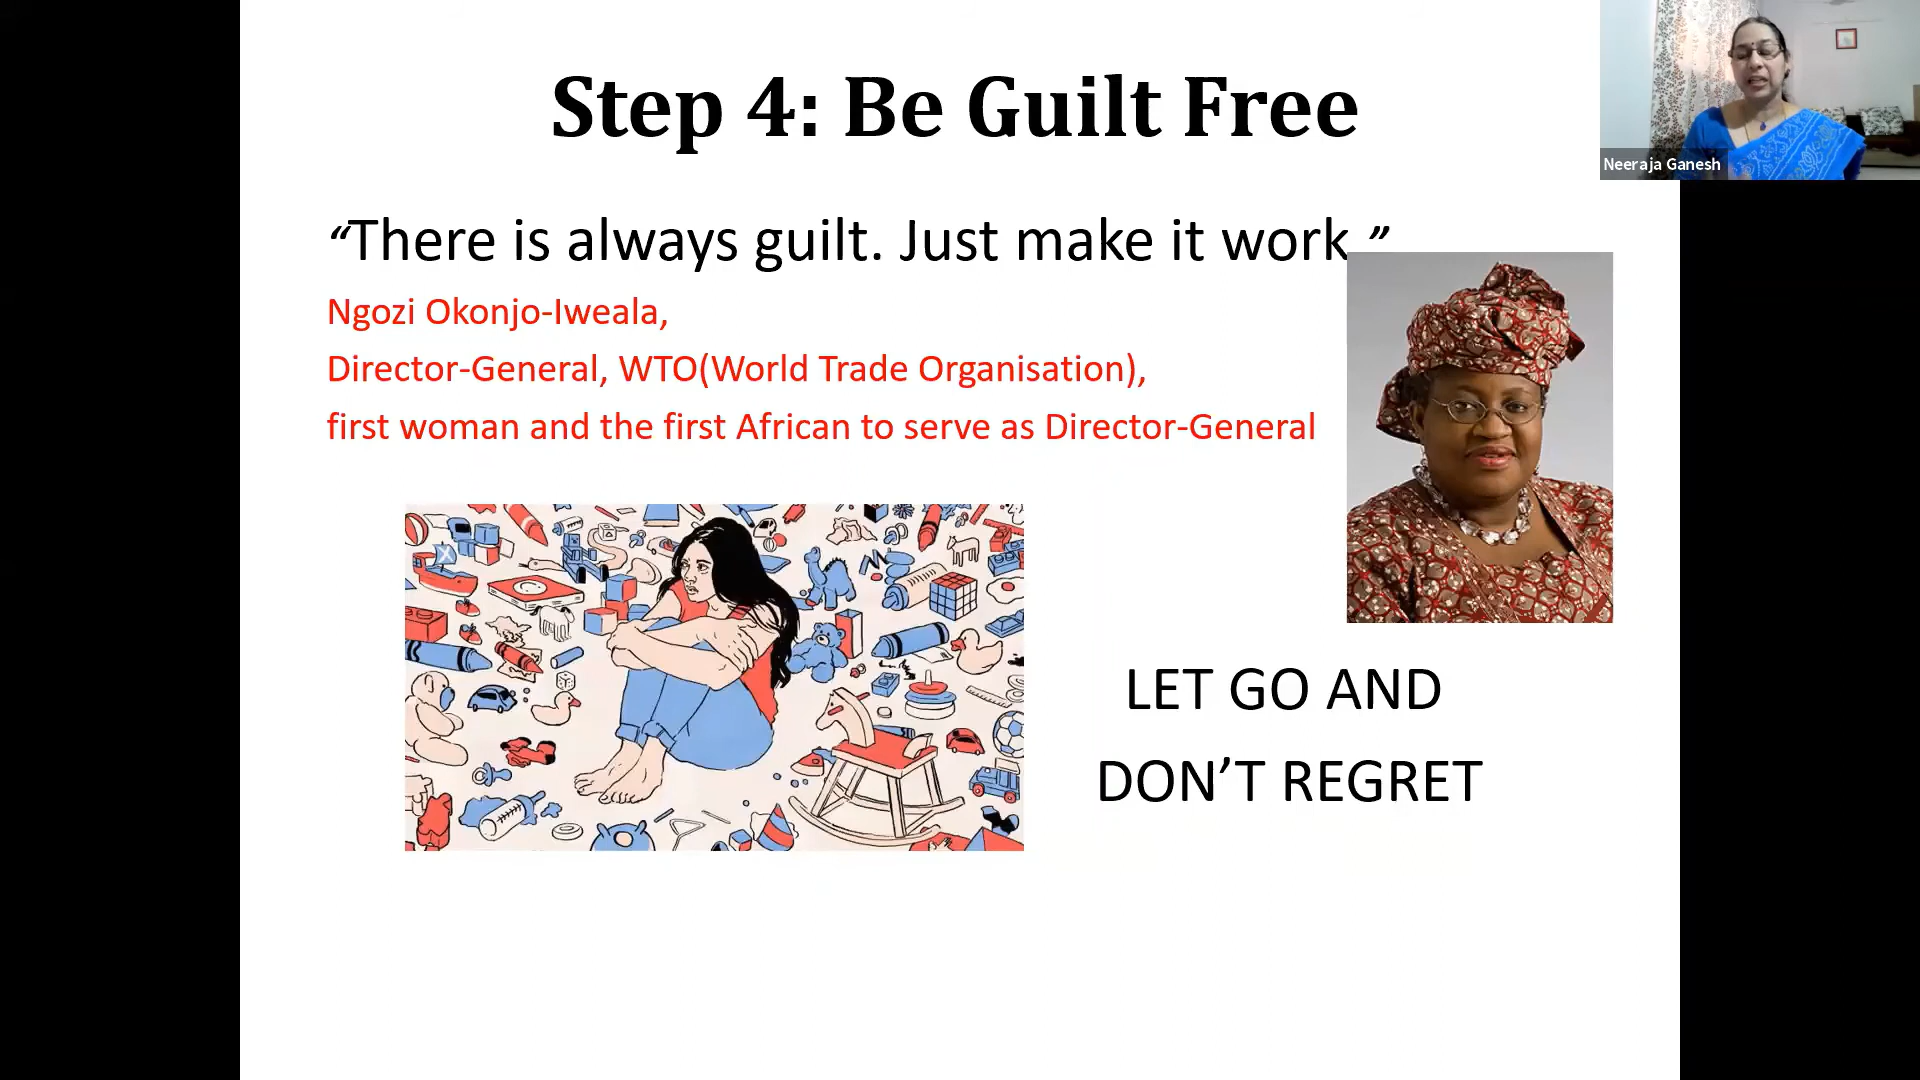 Step 4: Be Guilt Free
Neeraja Ganesh
“There is always guilt. Just make it work ”
Ngozi Okonjo-Iweala,
Director-General, WTO(World Trade Organisation),
first woman and the first African to serve as Director-General
LET GO AND
DON’T REGRET